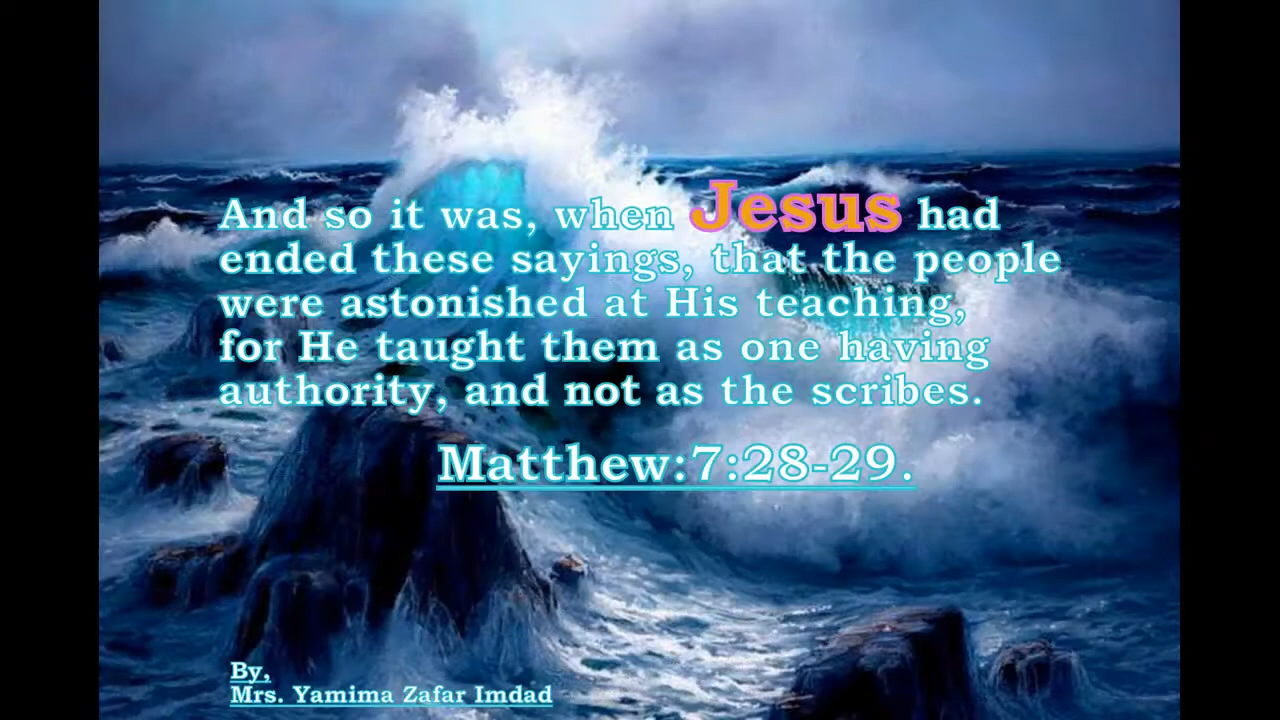 And so it was, when Jesus had
ended these sayings, that the people
were astonished at His teaching,
for He taught them as one having
authority, and not as the scribes.
Matthew:7:28-29.
By,
Mrs. Yamima Zafar Imdad